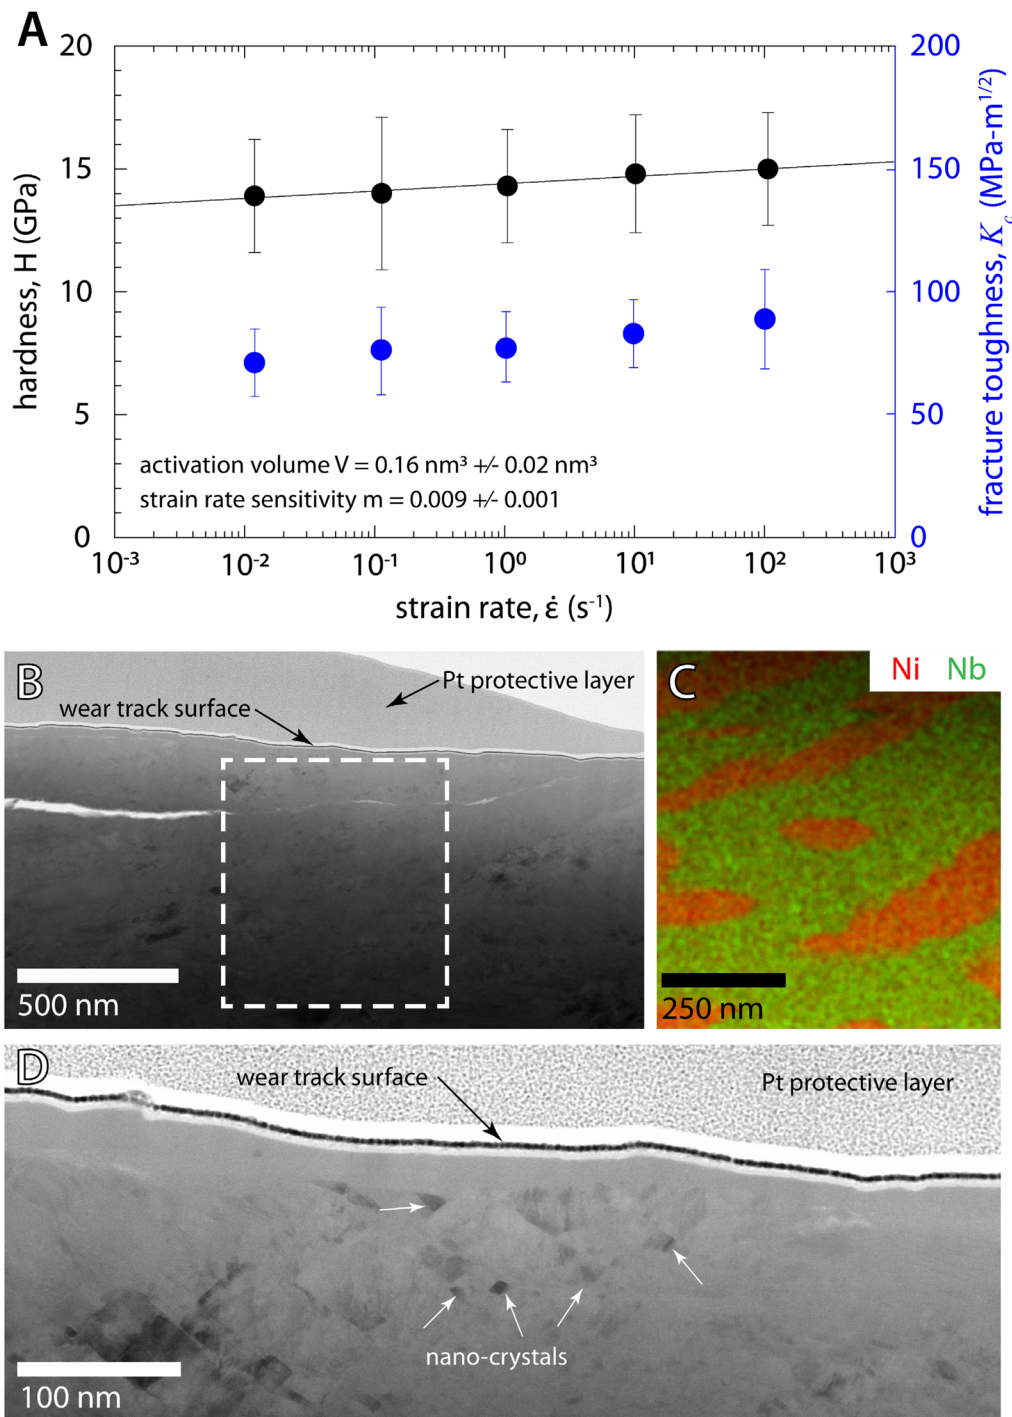 A
20
15
10
5
0
hardness, H (GPa)
200
150
100
50
0
fracture toughness, K_c (MPa-m^1/2)
activation volume V = 0.16 nm³ +/- 0.02 nm³
strain rate sensitivity m = 0.009 +/- 0.001
10⁻³ 10⁻² 10⁻¹ 10⁰ 10¹ 10² 10³
strain rate, ε̇ (s⁻¹)
B
Pt protective layer
wear track surface
500 nm
C
Ni Nb
250 nm
D
wear track surface
Pt protective layer
nano-crystals
100 nm